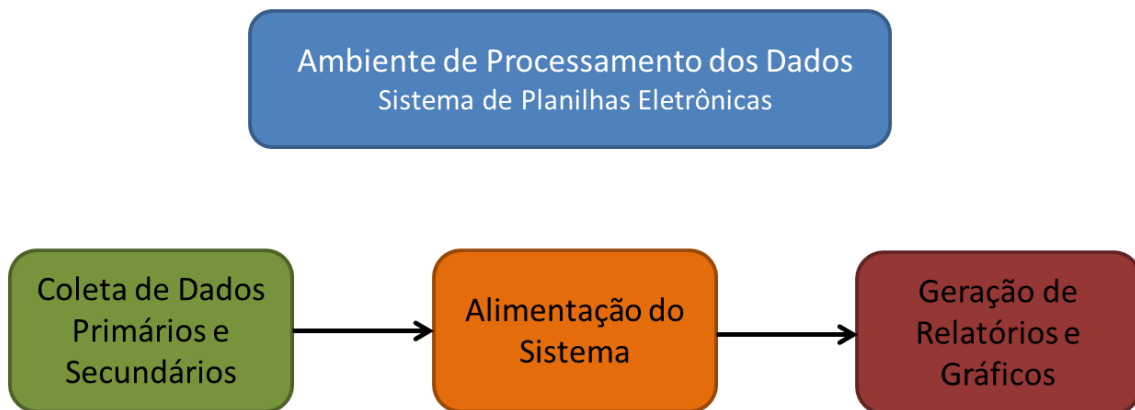 Ambiente de Processamento dos Dados
Sistema de Planilhas Eletrônicas
Coleta de Dados
Primários e
Secundários
Alimentação do
Sistema
Geração de
Relatórios e
Gráficos